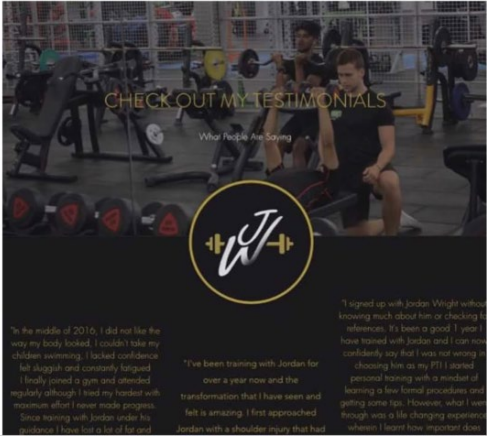 CHECK OUT MY TESTIMONIALS
What People Are Saying
JW
"In the middle of 2016, I did not like the
way my body looked, I couldn't take my
children swimming, I lacked confidence
felt sluggish and constantly fatigued
I finally joined a gym and attended
regularly although I tried my hardest with
maximum effort I never made progress.
Since training with Jordan under his
guidance I have lost a lot of fat and
"I've been training with Jordan for
over a year now and the
transformation that I have seen and
felt is amazing. I first approached
Jordan with a shoulder injury that had
"I signed up with Jordan Wright without
knowing much about him or checking fo
references. It's been a good 1 year I
have trained with Jordan and I can now
confidently say that I was not wrong in
choosing him as my PT! I started
personal training with a mindset of
learning a few formal procedures and
getting some tips. However, what I went
through was a life changing experience
wherein I learnt how important does